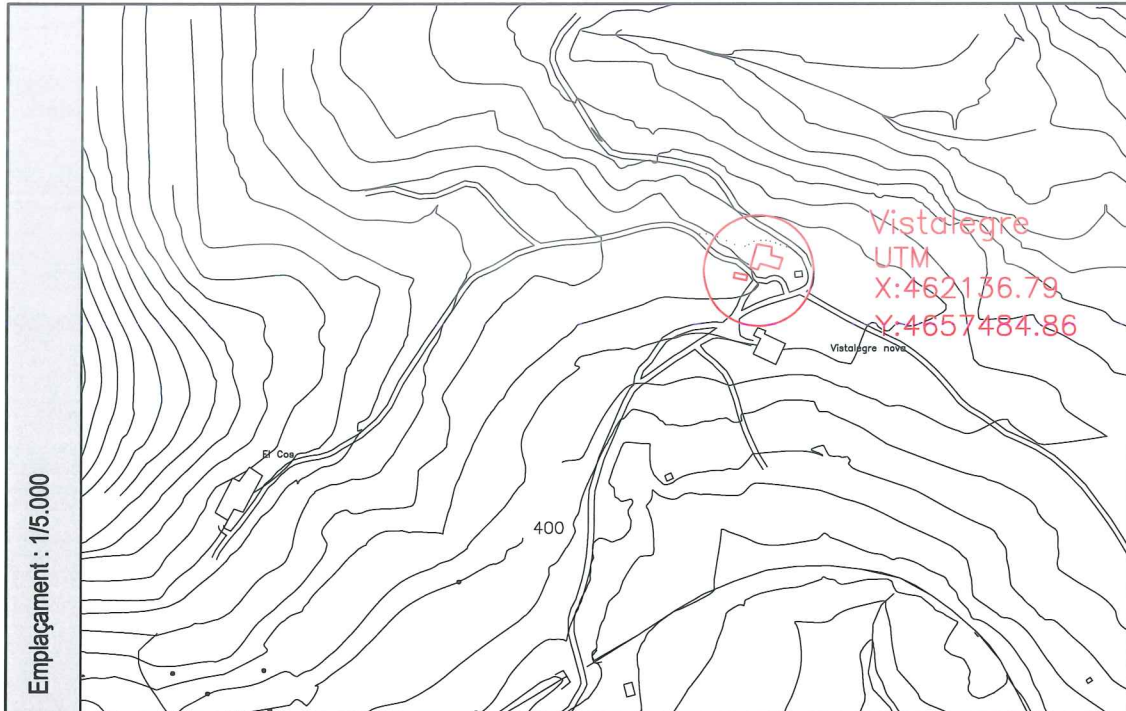 Emplaçament : 1/5.000
Vistalegre
UTM
X:462136.79
Y:4657484.86
Vistalegre nova
El Cos
400